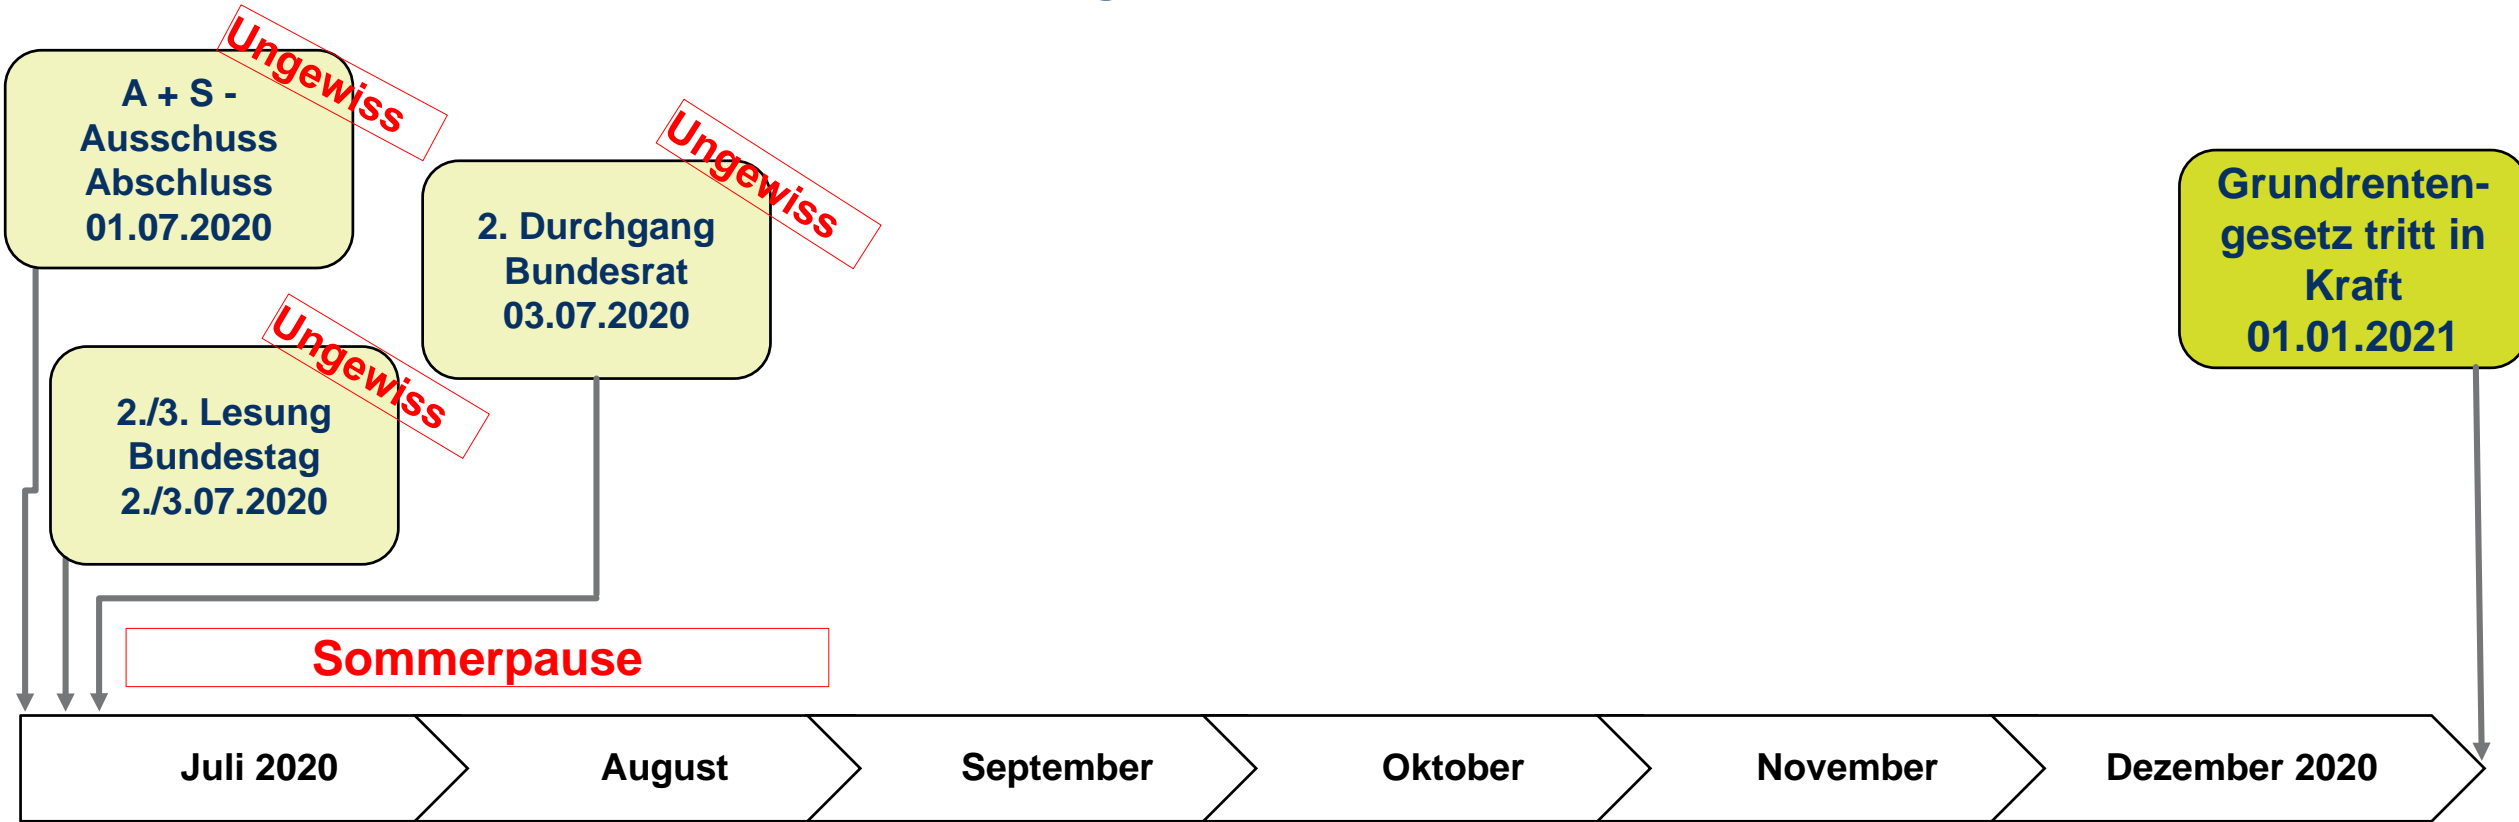 Ungewiss
A + S -
Ausschuss
Abschluss
01.07.2020
Ungewiss
2. Durchgang
Bundesrat
03.07.2020
Grundrenten-
gesetz tritt in
Kraft
01.01.2021
Ungewiss
2./3. Lesung
Bundestag
2./3.07.2020
Sommerpause
Juli 2020
August
September
Oktober
November
Dezember 2020